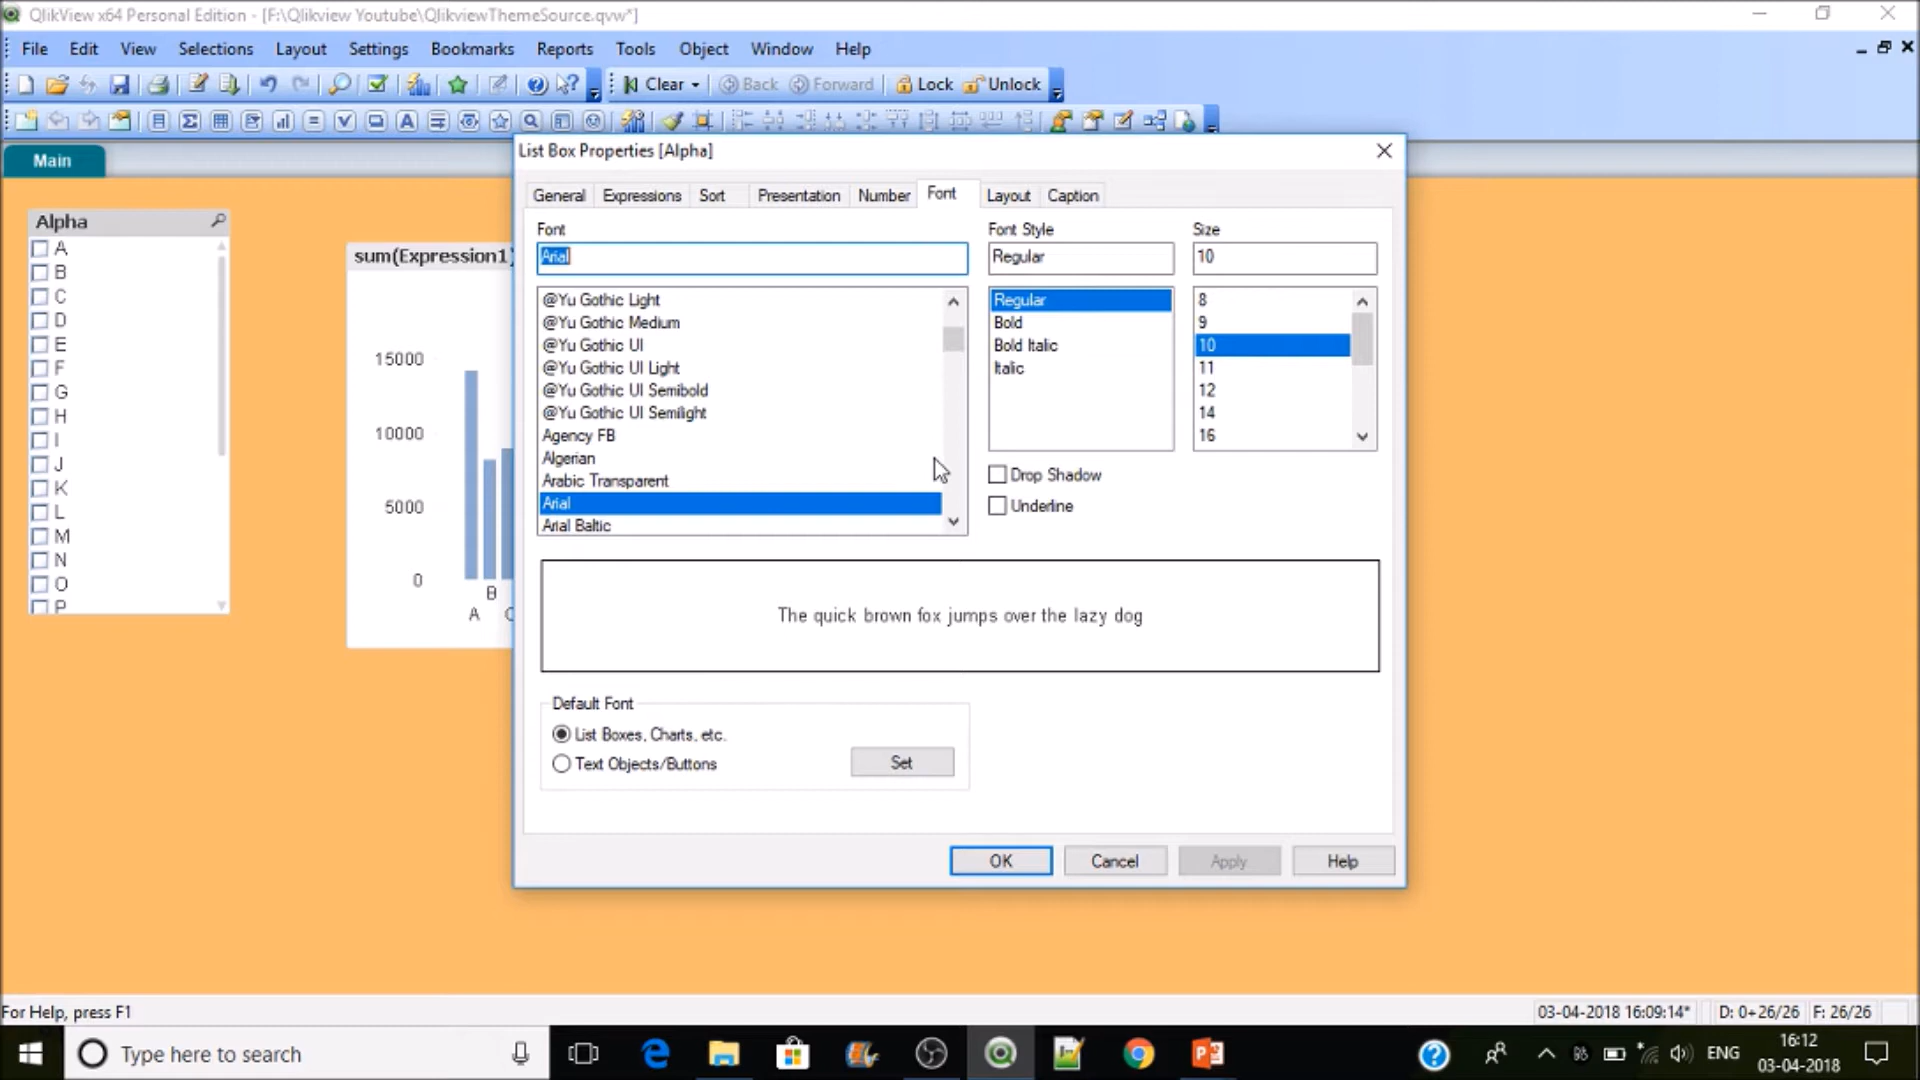 QlikView x64 Personal Edition - [F:\Qlikview Youtube\QlikviewThemeSource.qvw*]
File Edit View Selections Layout Settings Bookmarks Reports Tools Object Window Help
Clear Back Forward Lock Unlock
Main
List Box Properties [Alpha]
General Expressions Sort Presentation Number Font Layout Caption
Alpha
A
B
C
D
E
F
G
H
I
J
K
L
M
N
O
P
sum(Expression1)
15000
10000
5000
0
B
A
Font
Arial
@Yu Gothic Light
@Yu Gothic Medium
@Yu Gothic UI
@Yu Gothic UI Light
@Yu Gothic UI Semibold
@Yu Gothic UI Semilight
Agency FB
Algerian
Arabic Transparent
Arial
Arial Baltic
Font Style
Regular
Regular
Bold
Bold Italic
Italic
Size
10
8
9
10
11
12
14
16
Drop Shadow
Underline
The quick brown fox jumps over the lazy dog
Default Font
List Boxes, Charts, etc.
Text Objects/Buttons
Set
OK Cancel Apply Help
For Help, press F1
03-04-2018 16:09:14* D: 0+26/26 F: 26/26
Type here to search
ENG
16:12
03-04-2018